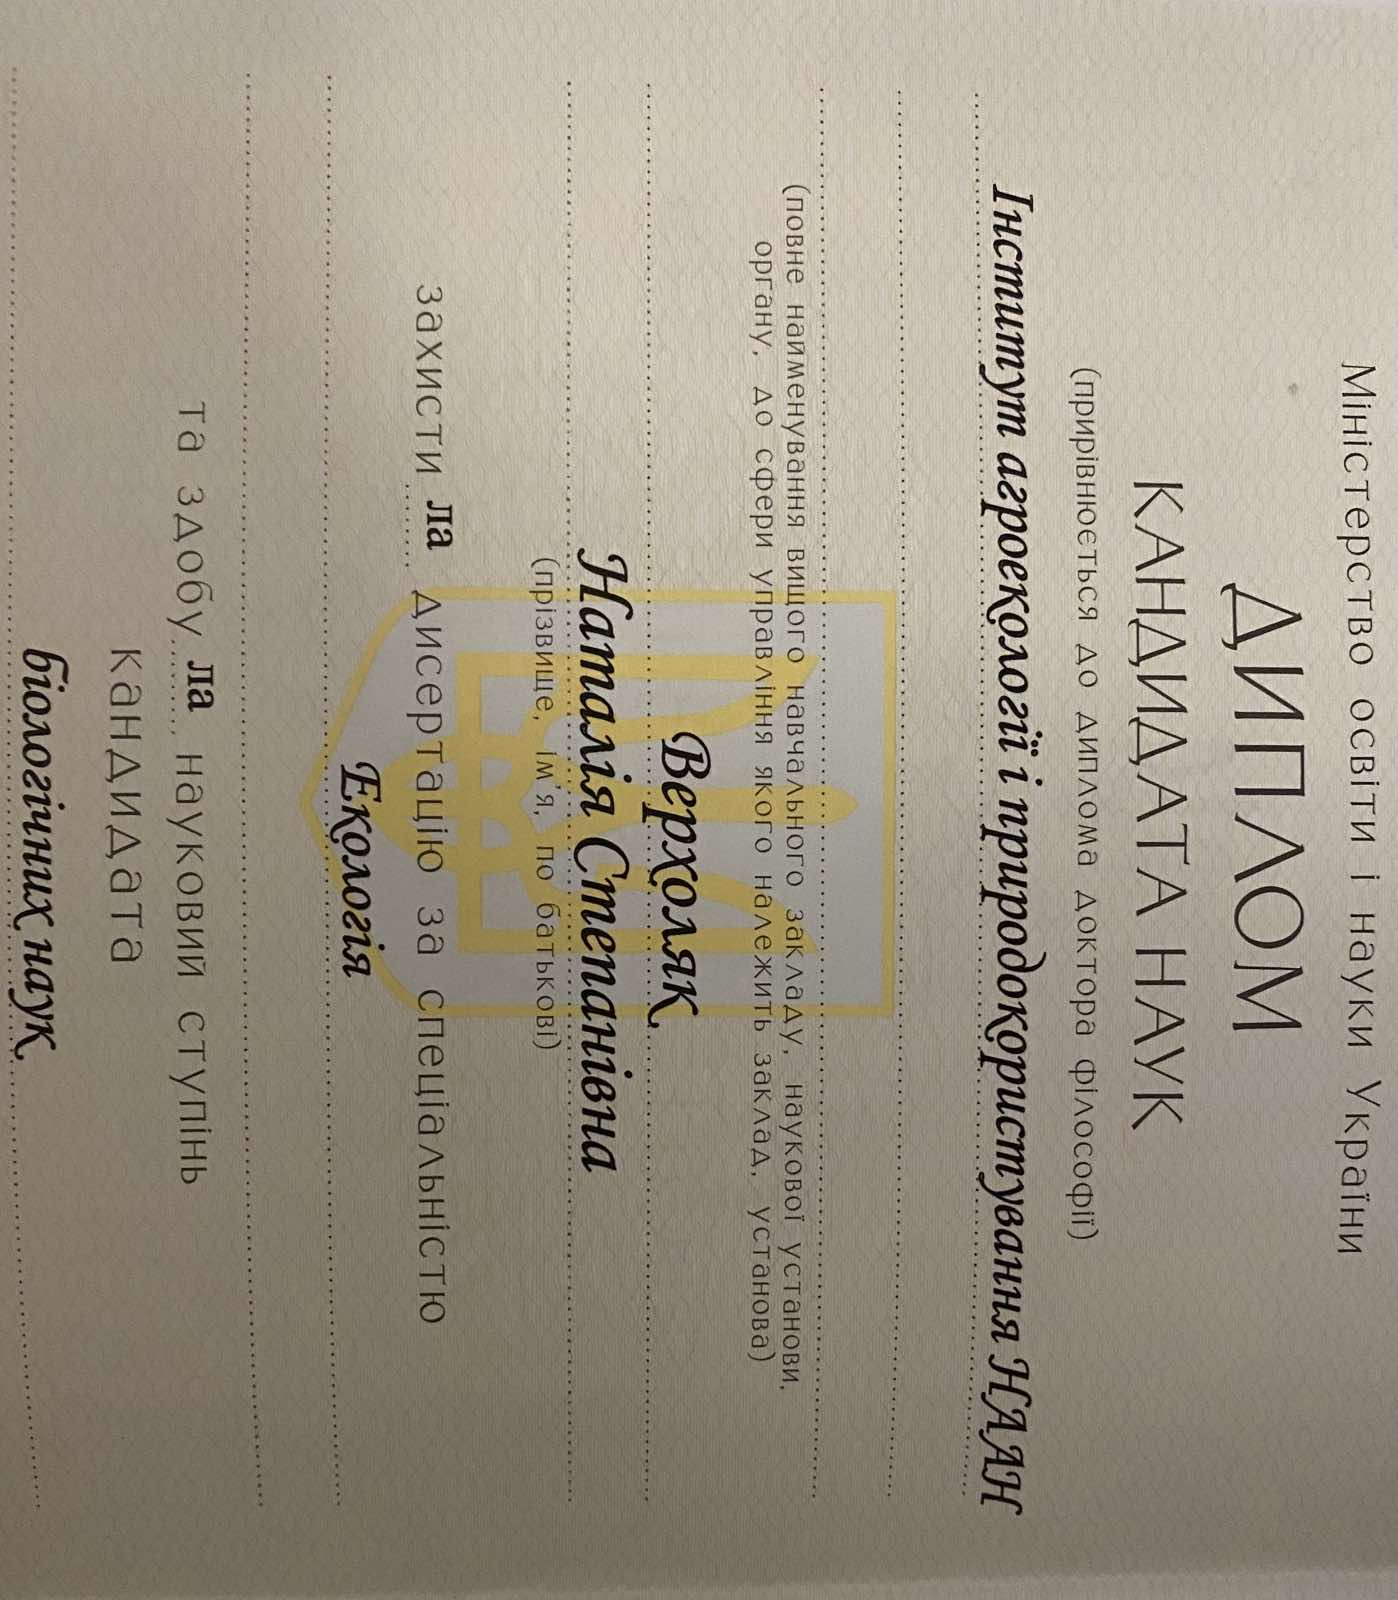 Міністерство освіти і науки України
ДИПЛОМ
КАНДИДАТА НАУК
(прирівнюється до диплома доктора філософії)
Інститут агроекології і природокористування НААН
(повне найменування вищого навчального закладу, наукової установи,
органу, до сфери управління якого належить заклад, установа)
Верхоляк
Наталія Степанівна
(прізвище, ім'я, по батькові)
захисти ла дисертацію за спеціальністю
Екологія
та здобу ла науковий ступінь
кандидата
біологічних наук